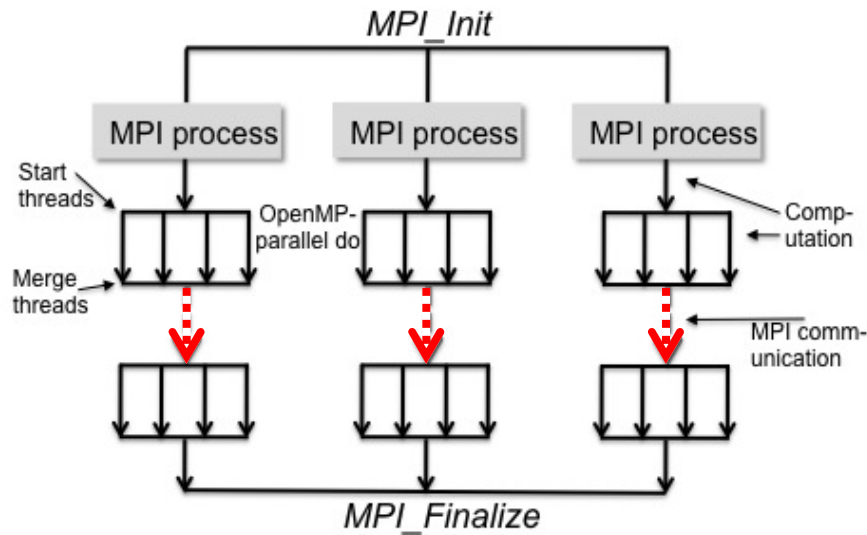 MPI_Init
MPI process
MPI process
MPI process
Start
threads
OpenMP-
parallel do
Comp-
utation
Merge
threads
MPI comm-
unication
MPI_Finalize